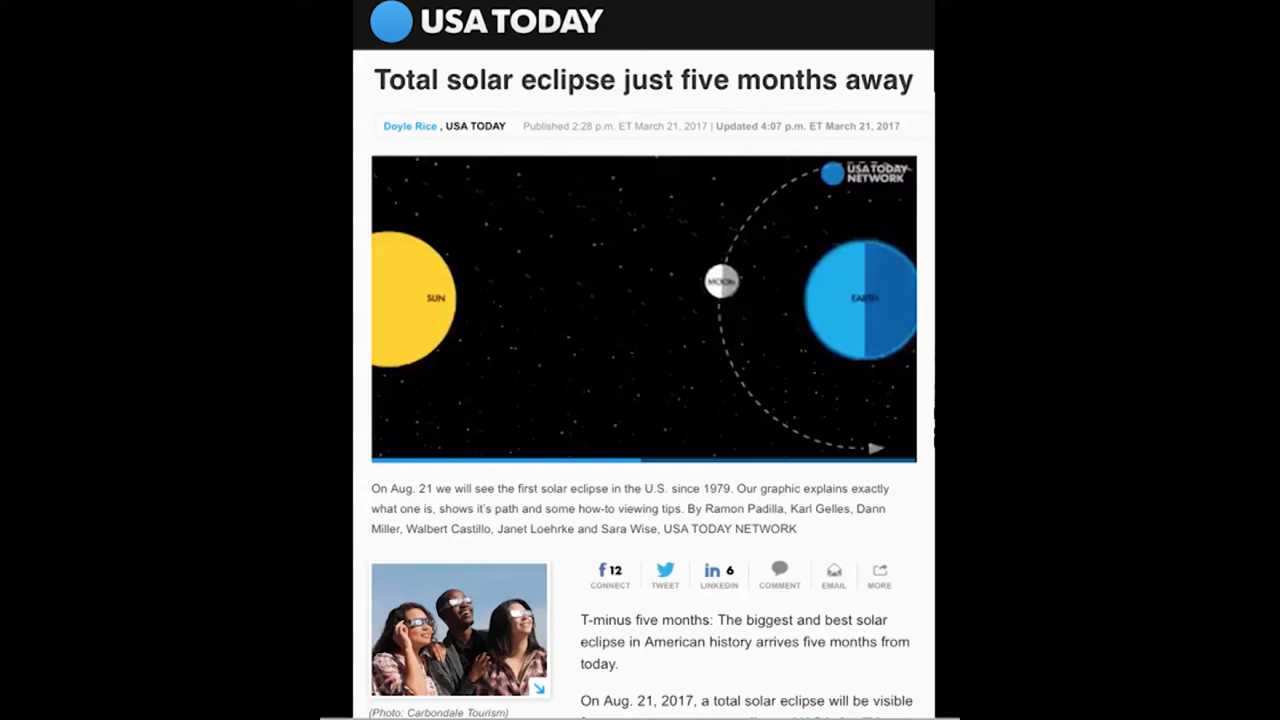 USA TODAY
Total solar eclipse just five months away
Doyle Rice , USA TODAY Published 2:28 p.m. ET March 21, 2017 | Updated 4:07 p.m. ET March 21, 2017
USA TODAY
NETWORK
SUN
MOON
EARTH
On Aug. 21 we will see the first solar eclipse in the U.S. since 1979. Our graphic explains exactly
what one is, shows it's path and some how-to viewing tips. By Ramon Padilla, Karl Gelles, Dann
Miller, Walbert Castillo, Janet Loehrke and Sara Wise, USA TODAY NETWORK
f 12 in 6
CONNECT TWEET LINKEDIN COMMENT EMAIL MORE
T-minus five months: The biggest and best solar
eclipse in American history arrives five months from
today.
On Aug. 21, 2017, a total solar eclipse will be visible
(Photo: Carbondale Tourism)